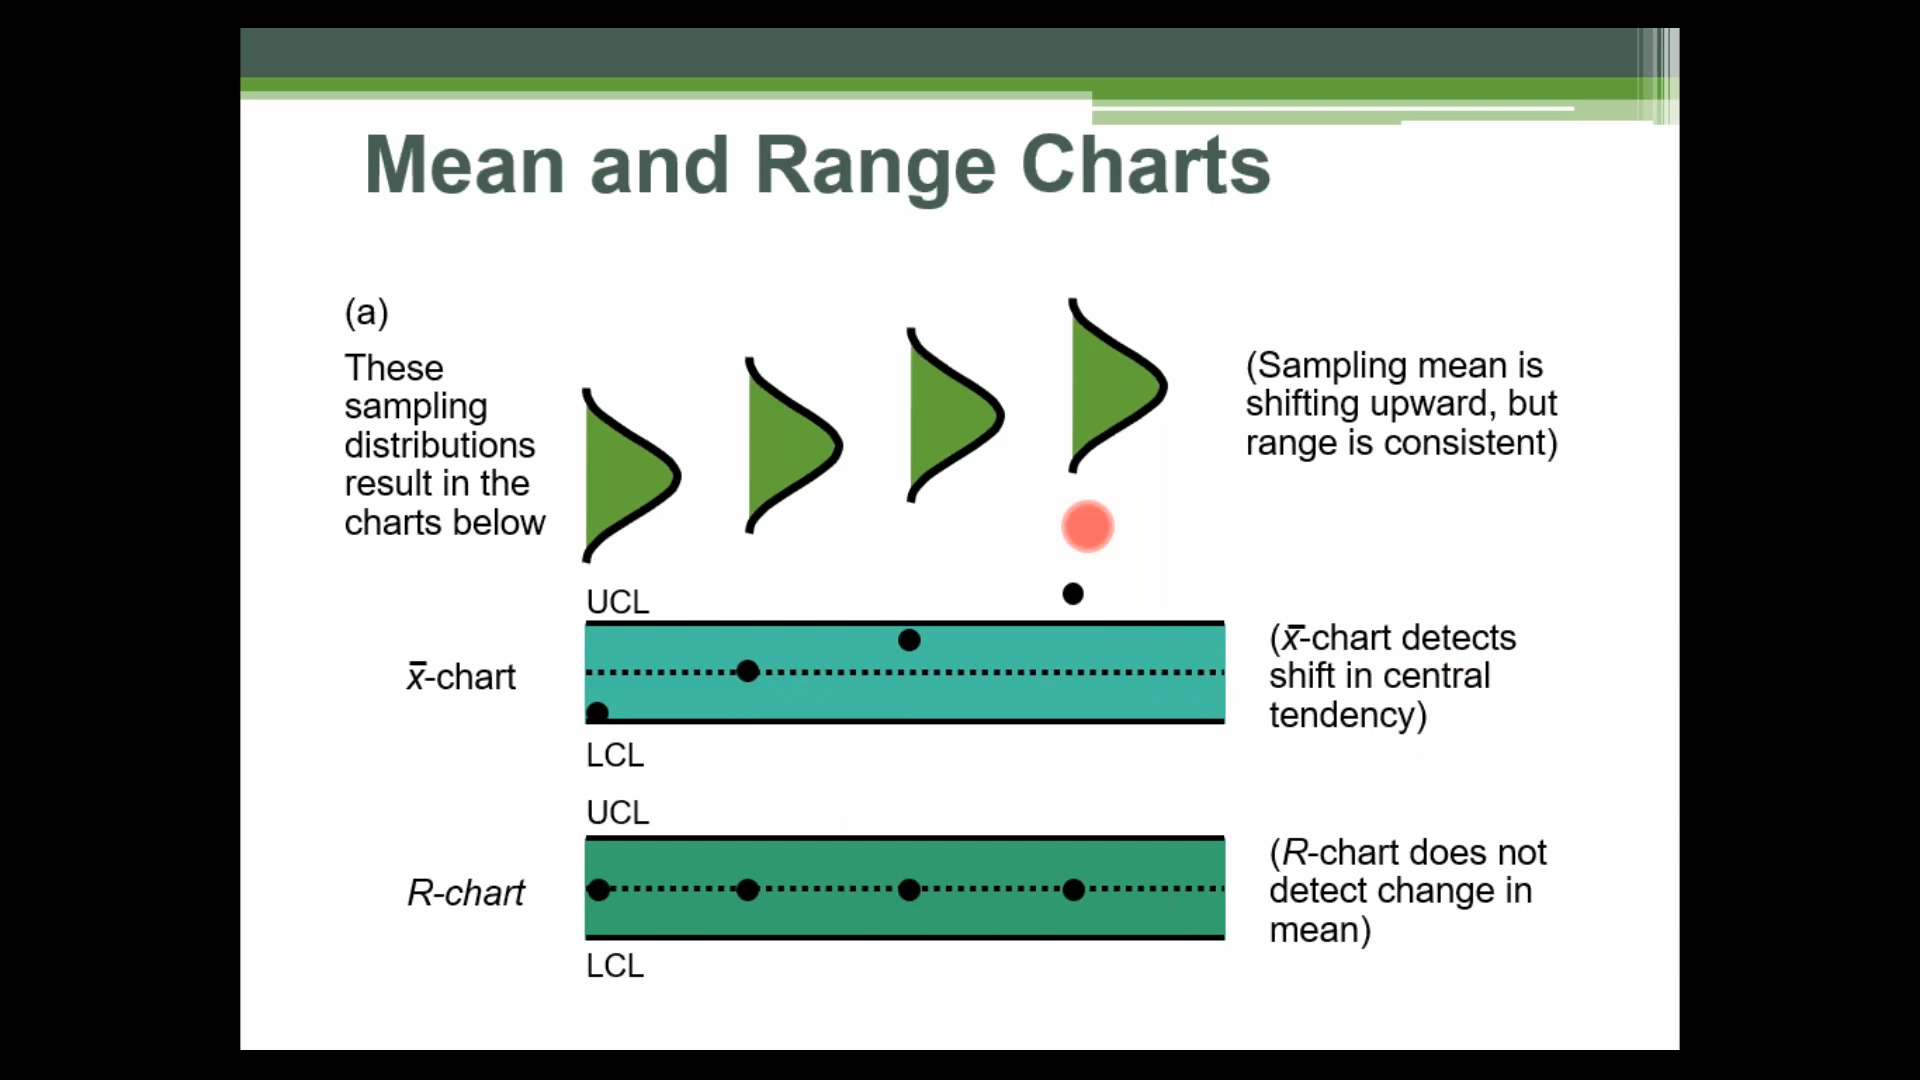 Mean and Range Charts
(a)
These
sampling
distributions
result in the
charts below
(Sampling mean is
shifting upward, but
range is consistent)
UCL
x̄-chart
LCL
(x̄-chart detects
shift in central
tendency)
UCL
R-chart
LCL
(R-chart does not
detect change in
mean)